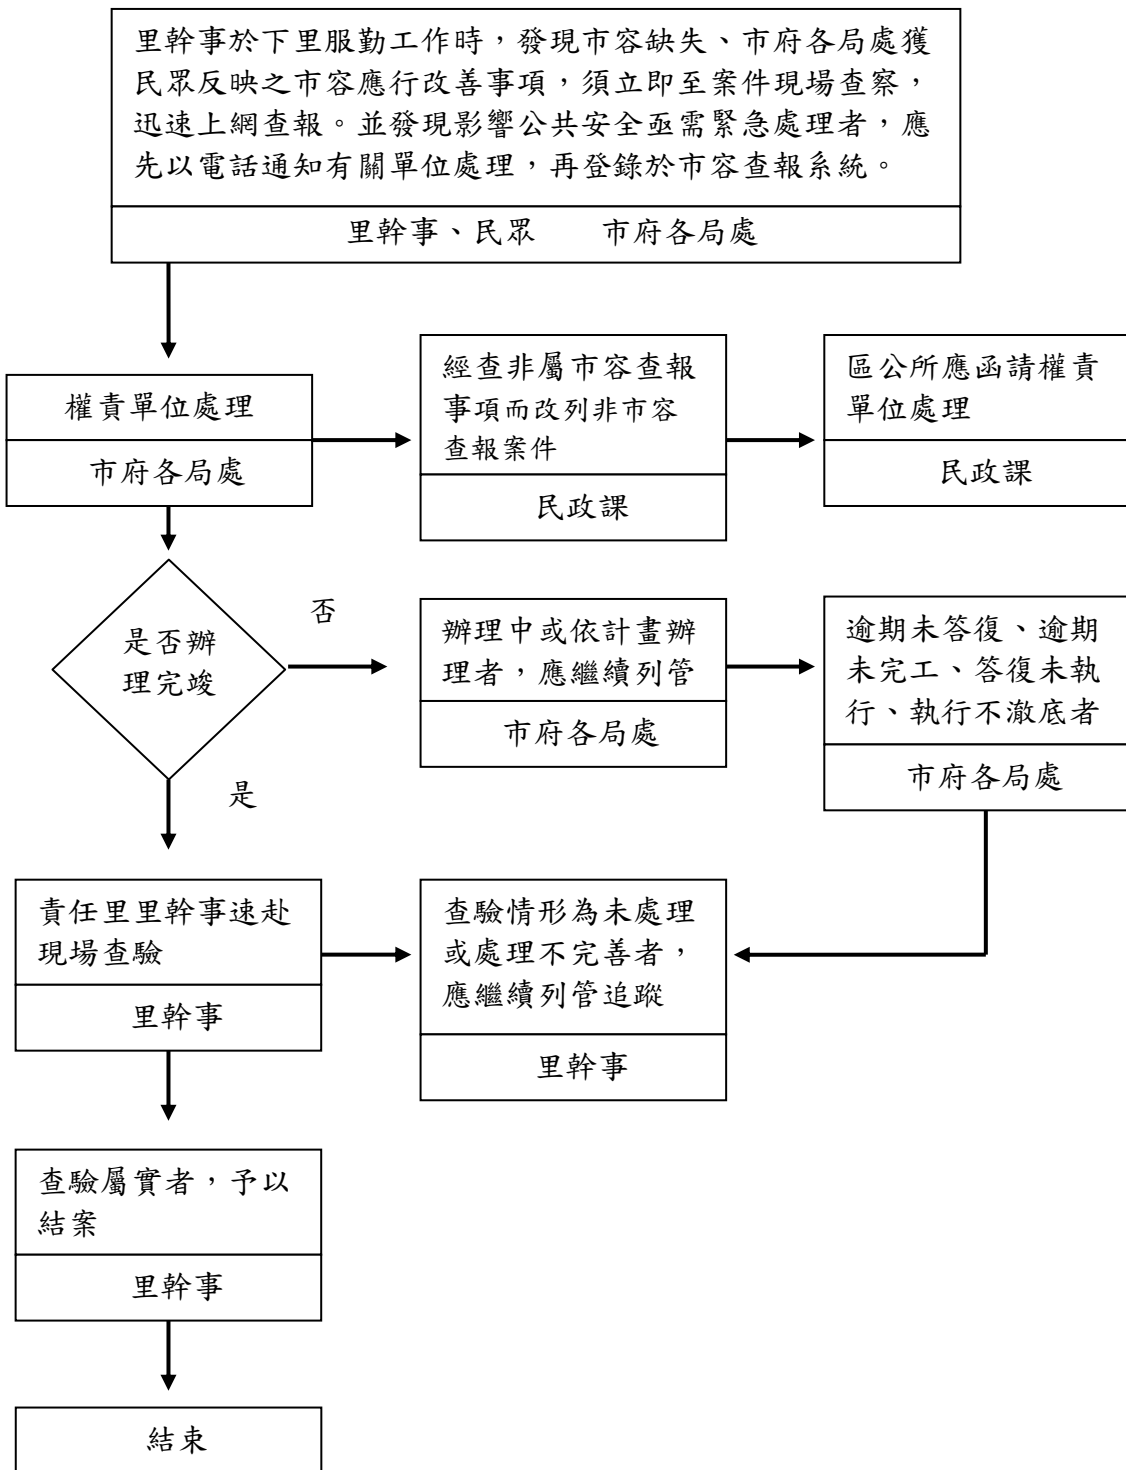 里幹事於下里服勤工作時，發現市容缺失、市府各局處獲
民眾反映之市容應行改善事項，須立即至案件現場查察，
迅速上網查報。並發現影響公共安全亟需緊急處理者，應
先以電話通知有關單位處理，再登錄於市容查報系統。
里幹事、民眾　　市府各局處
權責單位處理
市府各局處
經查非屬市容查報
事項而改列非市容
查報案件
民政課
區公所應函請權責
單位處理
民政課
是否辦
理完竣
否
是
辦理中或依計畫辦
理者，應繼續列管
市府各局處
逾期未答復、逾期
未完工、答復未執
行、執行不澈底者
市府各局處
責任里里幹事速赴
現場查驗
里幹事
查驗情形為未處理
或處理不完善者，
應繼續列管追蹤
里幹事
查驗屬實者，予以
結案
里幹事
結束